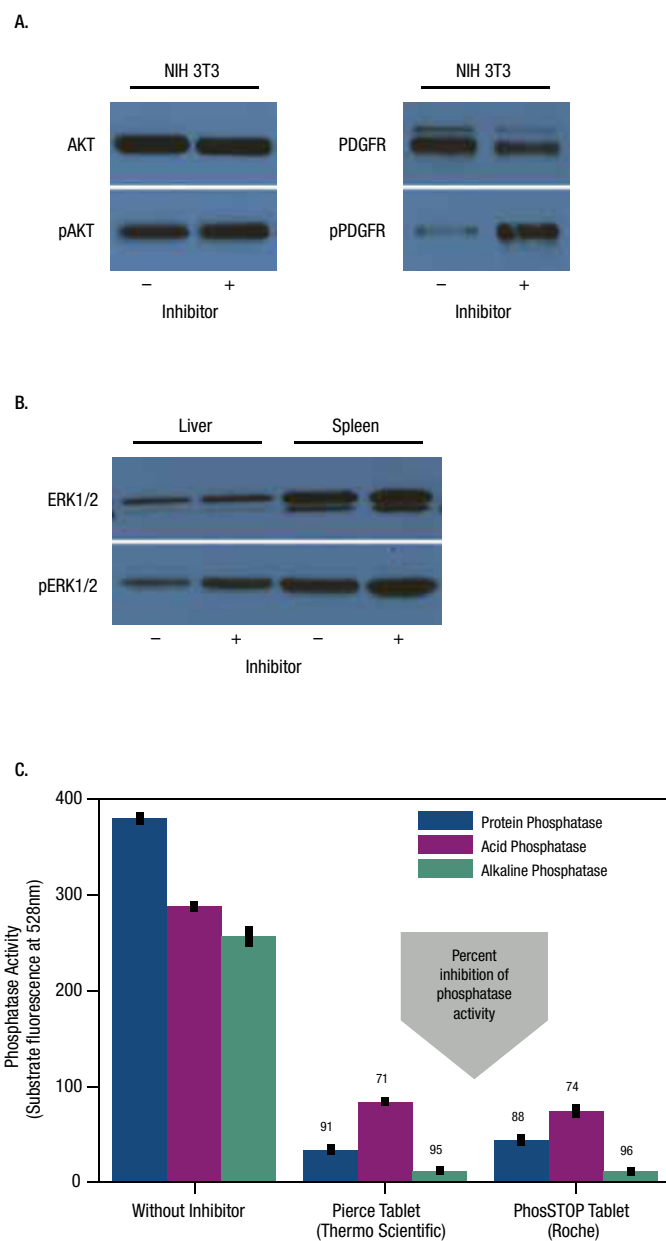 A.
NIH 3T3
NIH 3T3
AKT
PDGFR
pAKT
pPDGFR
– +
– +
Inhibitor
Inhibitor
B.
Liver
Spleen
ERK1/2
pERK1/2
– + – +
Inhibitor
C.
Phosphatase Activity
(Substrate fluorescence at 528nm)
400
300
200
100
0
Protein Phosphatase
Acid Phosphatase
Alkaline Phosphatase
Percent
inhibition of
phosphatase
activity
91
71
95
88
74
96
Without Inhibitor
Pierce Tablet
(Thermo Scientific)
PhosSTOP Tablet
(Roche)